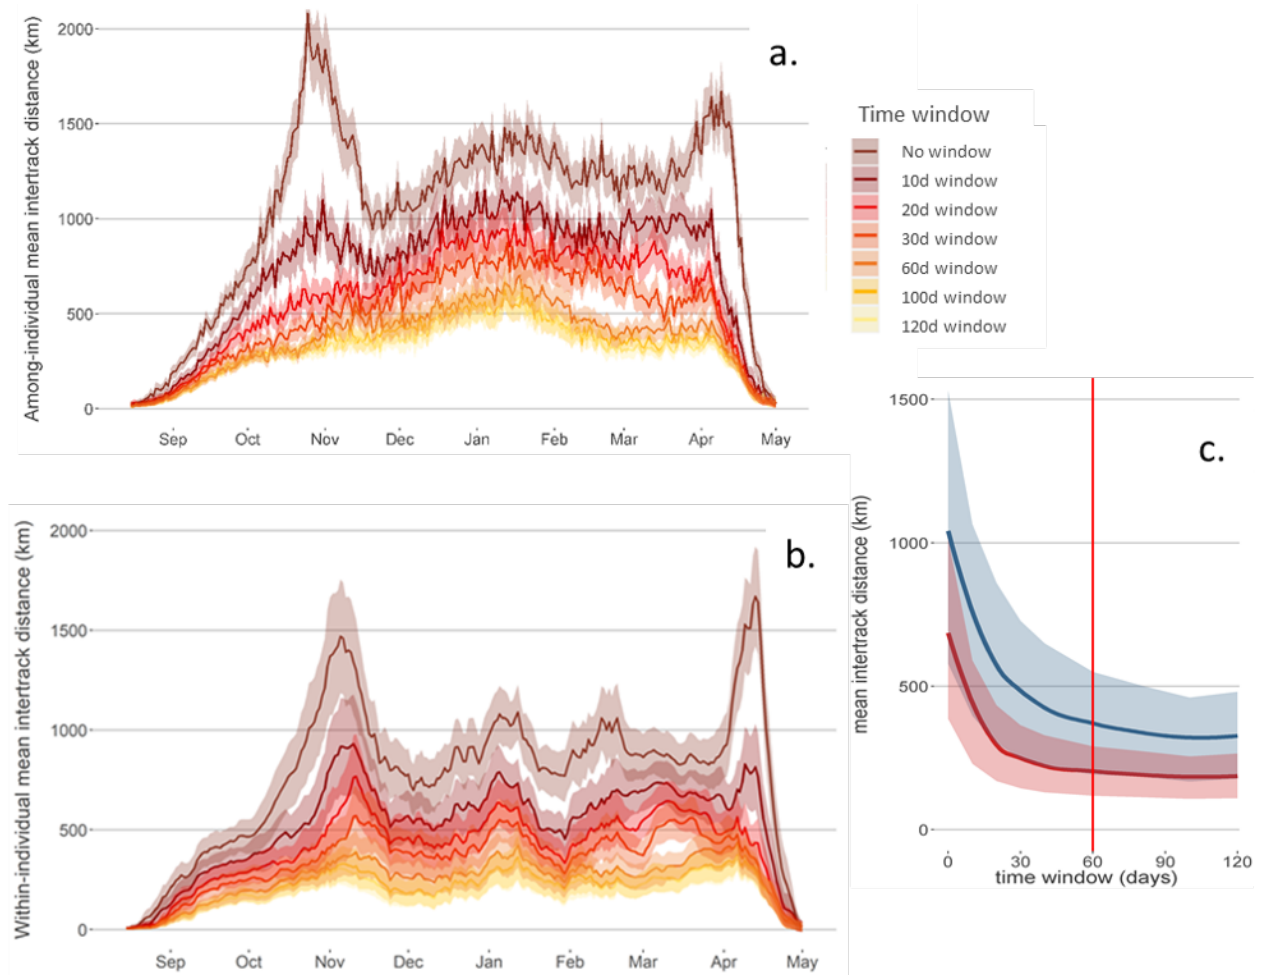 Among-individual mean intertrack distance (km)
2000
1500
1000
500
0
Sep Oct Nov Dec Jan Feb Mar Apr May
a.
Time window
No window
10d window
20d window
30d window
60d window
100d window
120d window
Within-individual mean intertrack distance (km)
2000
1500
1000
500
0
Sep Oct Nov Dec Jan Feb Mar Apr May
b.
mean intertrack distance (km)
1500
1000
500
0
0 30 60 90 120
time window (days)
c.